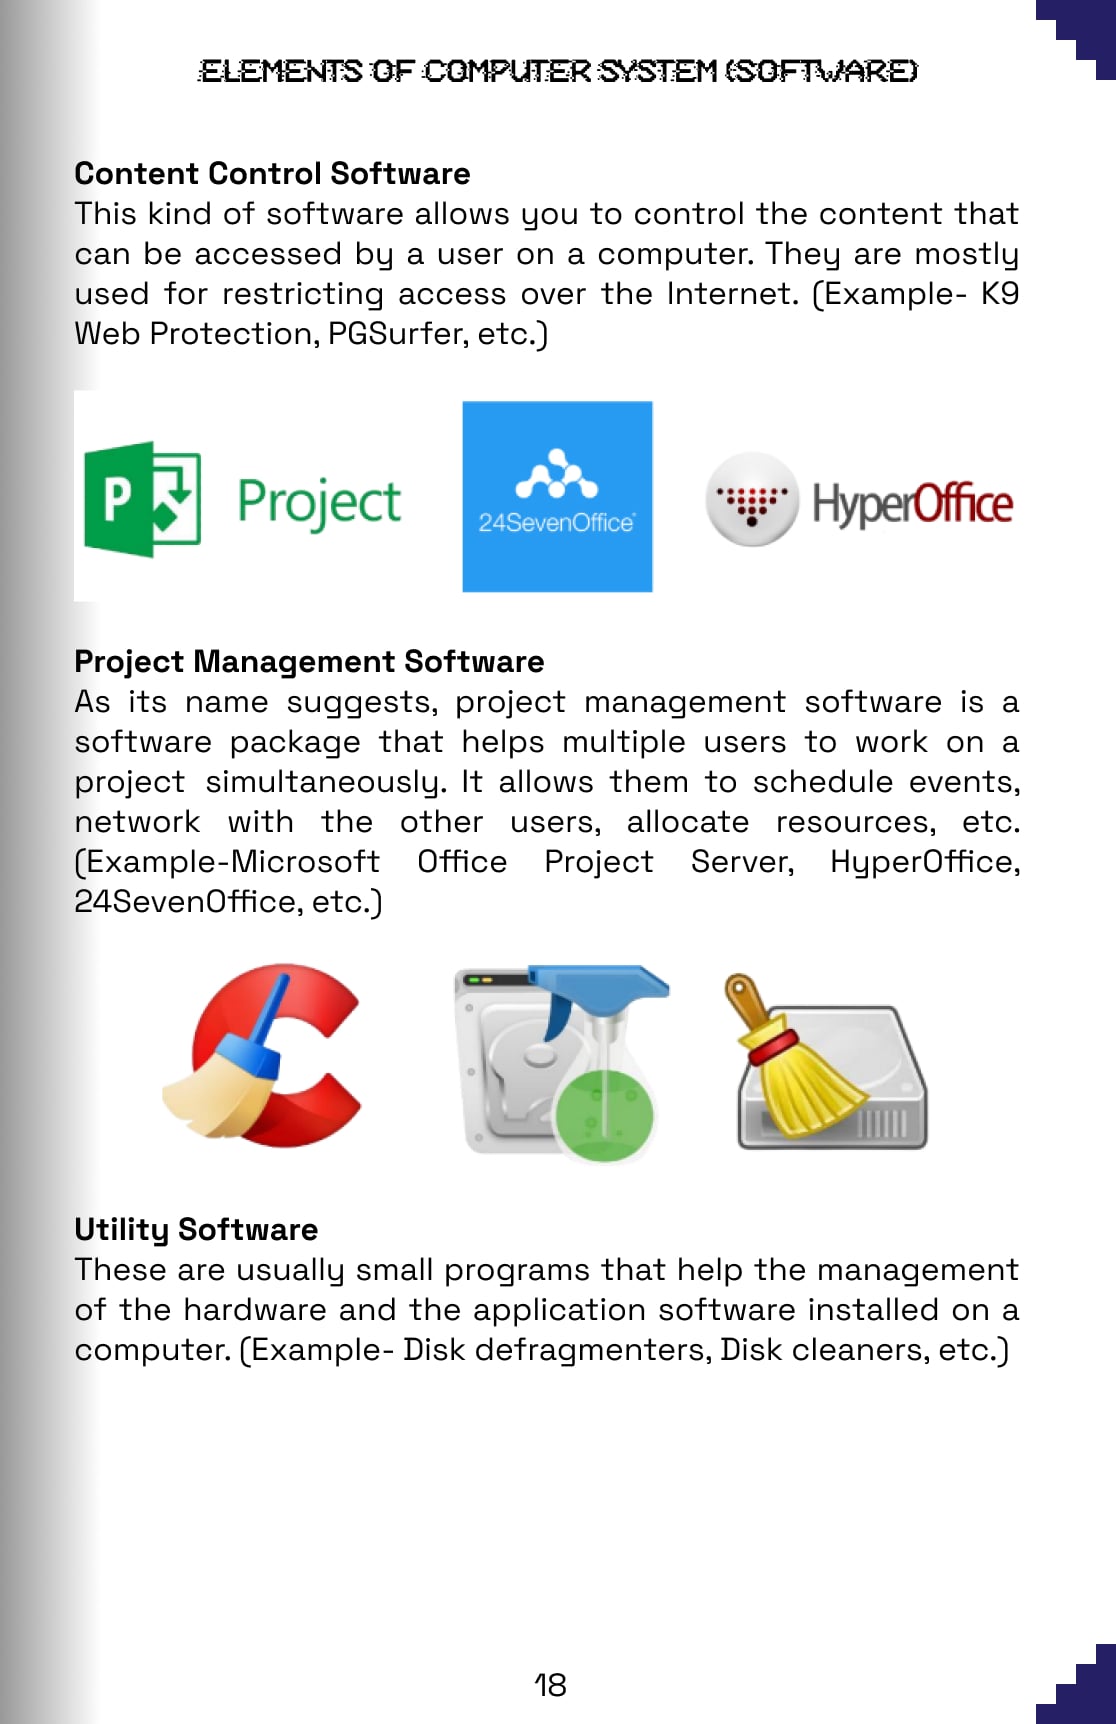 ELEMENTS OF COMPUTER SYSTEM (SOFTWARE)
Content Control Software
This kind of software allows you to control the content that
can be accessed by a user on a computer. They are mostly
used for restricting access over the Internet. (Example- K9
Web Protection, PGSurfer, etc.)
P Project
24SevenOffice
HyperOffice
Project Management Software
As its name suggests, project management software is a
software package that helps multiple users to work on a
project simultaneously. It allows them to schedule events,
network with the other users, allocate resources, etc.
(Example-Microsoft Office Project Server, HyperOffice,
24SevenOffice, etc.)
Utility Software
These are usually small programs that help the management
of the hardware and the application software installed on a
computer. (Example- Disk defragmenters, Disk cleaners, etc.)
18